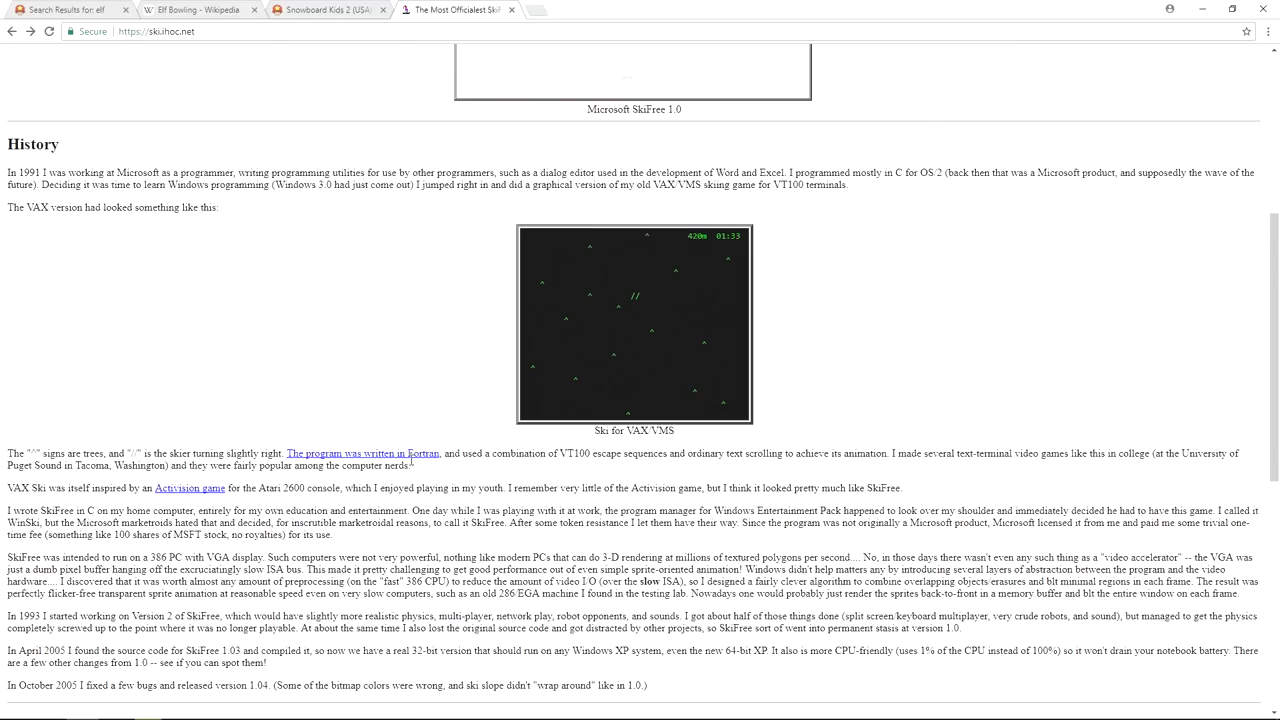 Search Results for: elf
Elf Bowling - Wikipedia
Snowboard Kids 2 (USA)
The Most Officialest Ski
Secure
https://ski.ihoc.net
Microsoft SkiFree 1.0
History
In 1991 I was working at Microsoft as a programmer, writing programming utilities for use by other programmers, such as a dialog editor used in the development of Word and Excel. I programmed mostly in C for OS/2 (back then that was a Microsoft product, and supposedly the wave of the
future). Deciding it was time to learn Windows programming (Windows 3.0 had just come out) I jumped right in and did a graphical version of my old VAX/VMS skiing game for VT100 terminals.
The VAX version had looked something like this:
420m 01:33
^
^
^
^
^
^
//
^
^
^
^
^
^
^
^
^
^
Ski for VAX/VMS
The "^" signs are trees, and "//" is the skier turning slightly right. The program was written in Fortran, and used a combination of VT100 escape sequences and ordinary text scrolling to achieve its animation. I made several text-terminal video games like this in college (at the University of
Puget Sound in Tacoma, Washington) and they were fairly popular among the computer nerds.
VAX Ski was itself inspired by an Activision game for the Atari 2600 console, which I enjoyed playing in my youth. I remember very little of the Activision game, but I think it looked pretty much like SkiFree.
I wrote SkiFree in C on my home computer, entirely for my own education and entertainment. One day while I was playing with it at work, the program manager for Windows Entertainment Pack happened to look over my shoulder and immediately decided he had to have this game. I called it
WinSki, but the Microsoft marketroids hated that and decided, for inscrutible marketroidal reasons, to call it SkiFree. After some token resistance I let them have their way. Since the program was not originally a Microsoft product, Microsoft licensed it from me and paid me some trivial one-
time fee (something like 100 shares of MSFT stock, no royalties) for its use.
SkiFree was intended to run on a 386 PC with VGA display. Such computers were not very powerful, nothing like modern PCs that can do 3-D rendering at millions of textured polygons per second.... No, in those days there wasn't even any such thing as a "video accelerator" -- the VGA was
just a dumb pixel buffer hanging off the excruciatingly slow ISA bus. This made it pretty challenging to get good performance out of even simple sprite-oriented animation! Windows didn't help matters any by introducing several layers of abstraction between the program and the video
hardware.... I discovered that it was worth almost any amount of preprocessing (on the "fast" 386 CPU) to reduce the amount of video I/O (over the slow ISA), so I designed a fairly clever algorithm to combine overlapping objects/erasures and blt minimal regions in each frame. The result was
perfectly flicker-free transparent sprite animation at reasonable speed even on very slow computers, such as an old 286/EGA machine I found in the testing lab. Nowadays one would probably just render the sprites back-to-front in a memory buffer and blt the entire window on each frame.
In 1993 I started working on Version 2 of SkiFree, which would have slightly more realistic physics, multi-player, network play, robot opponents, and sounds. I got about half of those things done (split screen/keyboard multiplayer, very crude robots, and sound), but managed to get the physics
completely screwed up to the point where it was no longer playable. At about the same time I also lost the original source code and got distracted by other projects, so SkiFree sort of went into permanent stasis at version 1.0.
In April 2005 I found the source code for SkiFree 1.03 and compiled it, so now we have a real 32-bit version that should run on any Windows XP system, even the new 64-bit XP. It also is more CPU-friendly (uses 1% of the CPU instead of 100%) so it won't drain your notebook battery. There
are a few other changes from 1.0 -- see if you can spot them!
In October 2005 I fixed a few bugs and released version 1.04. (Some of the bitmap colors were wrong, and ski slope didn't "wrap around" like in 1.0.)